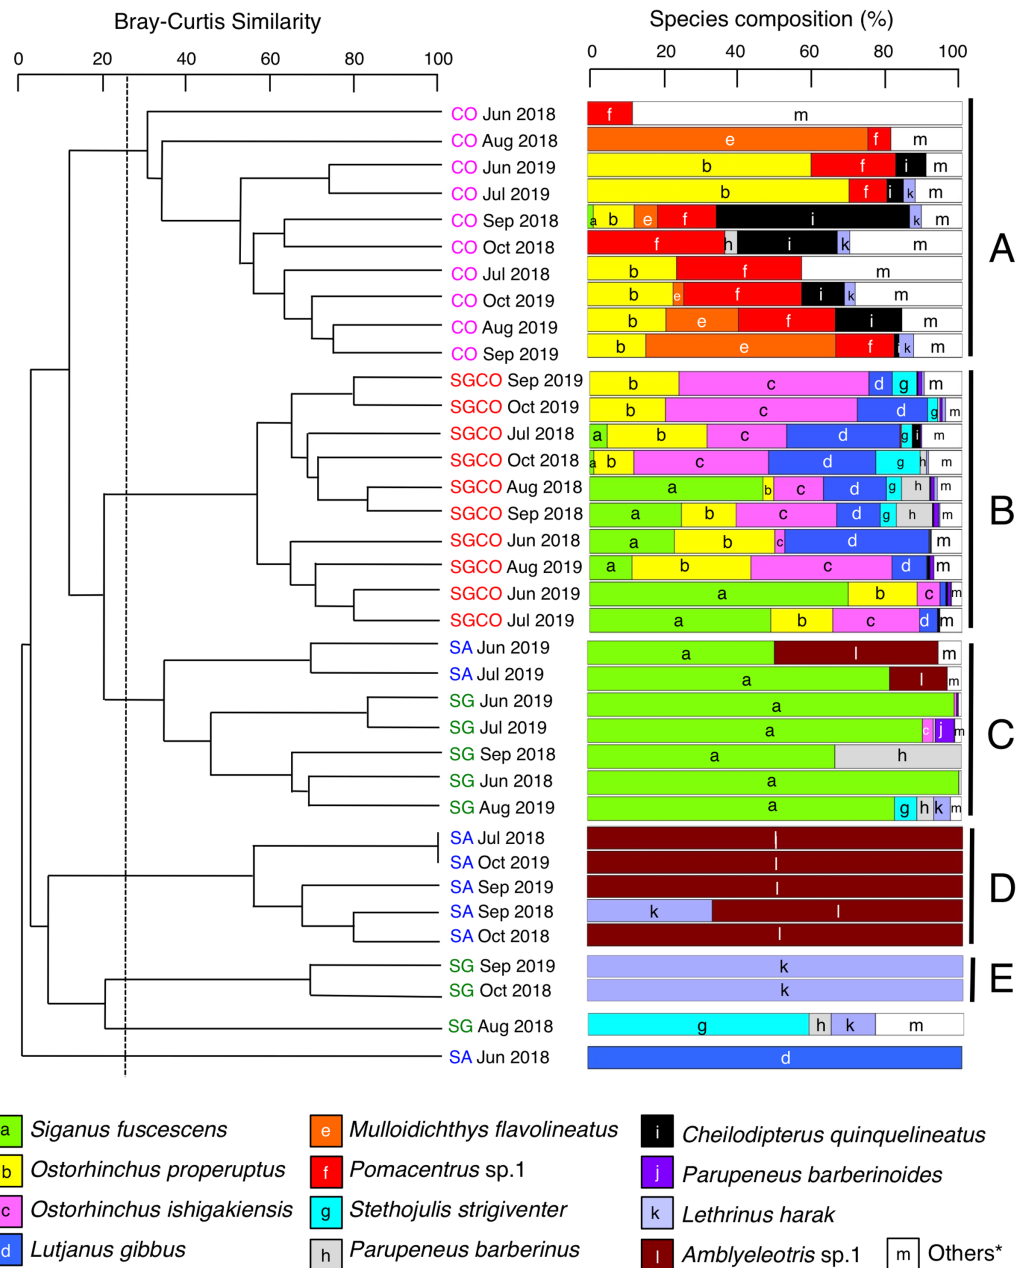 Bray-Curtis Similarity
Species composition (%)
0 20 40 60 80 100
0 20 40 60 80 100
CO Jun 2018 f m
CO Aug 2018 e f m
CO Jun 2019 b f i m
CO Jul 2019 b f i k m
CO Sep 2018 a b e f i k m
CO Oct 2018 f h i k m
CO Jul 2018 b f m
CO Oct 2019 b e f i k m
CO Aug 2019 b e f i m
CO Sep 2019 b e f i k m
A
SGCO Sep 2019 b c d g m
SGCO Oct 2019 b c d g m
SGCO Jul 2018 a b c d g i m
SGCO Oct 2018 a b c d g h m
SGCO Aug 2018 a b c d g h m
SGCO Sep 2018 a b c d g h m
SGCO Jun 2018 a b c d m
SGCO Aug 2019 a b c d m
SGCO Jun 2019 a b c m
SGCO Jul 2019 a b c d m
B
SA Jun 2019 a l m
SA Jul 2019 a l m
SG Jun 2019 a
SG Jul 2019 a c j m
SG Sep 2018 a h
SG Jun 2018 a
SG Aug 2019 a g h k m
C
SA Jul 2018 l
SA Oct 2019 l
SA Sep 2019 l
SA Sep 2018 k l
SA Oct 2018 l
D
SG Sep 2019 k
SG Oct 2018 k
E
SG Aug 2018 g h k m
SA Jun 2018 d
a Siganus fuscescens
b Ostorhinchus properuptus
c Ostorhinchus ishigakiensis
d Lutjanus gibbus
e Mulloidichthys flavolineatus
f Pomacentrus sp.1
g Stethojulis strigiventer
h Parupeneus barberinus
i Cheilodipterus quinquelineatus
j Parupeneus barberinoides
k Lethrinus harak
l Amblyeleotris sp.1
m Others*